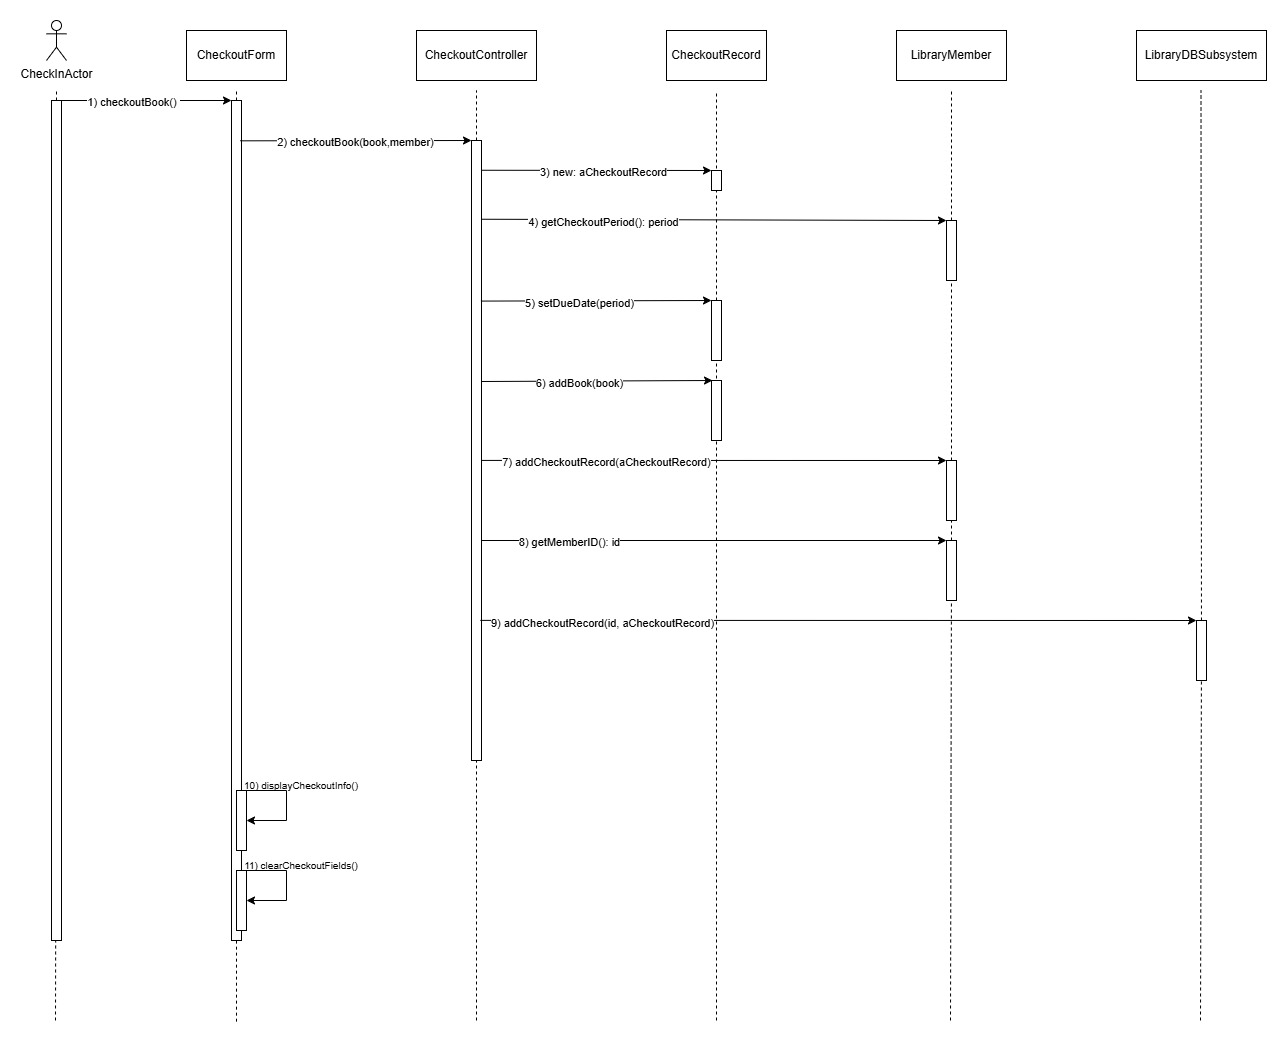 CheckInActor
CheckoutForm
CheckoutController
CheckoutRecord
LibraryMember
LibraryDBSubsystem
1) checkoutBook()
2) checkoutBook(book,member)
3) new: aCheckoutRecord
4) getCheckoutPeriod(): period
5) setDueDate(period)
6) addBook(book)
7) addCheckoutRecord(aCheckoutRecord)
8) getMemberID(): id
9) addCheckoutRecord(id, aCheckoutRecord)
10) displayCheckoutInfo()
11) clearCheckoutFields()